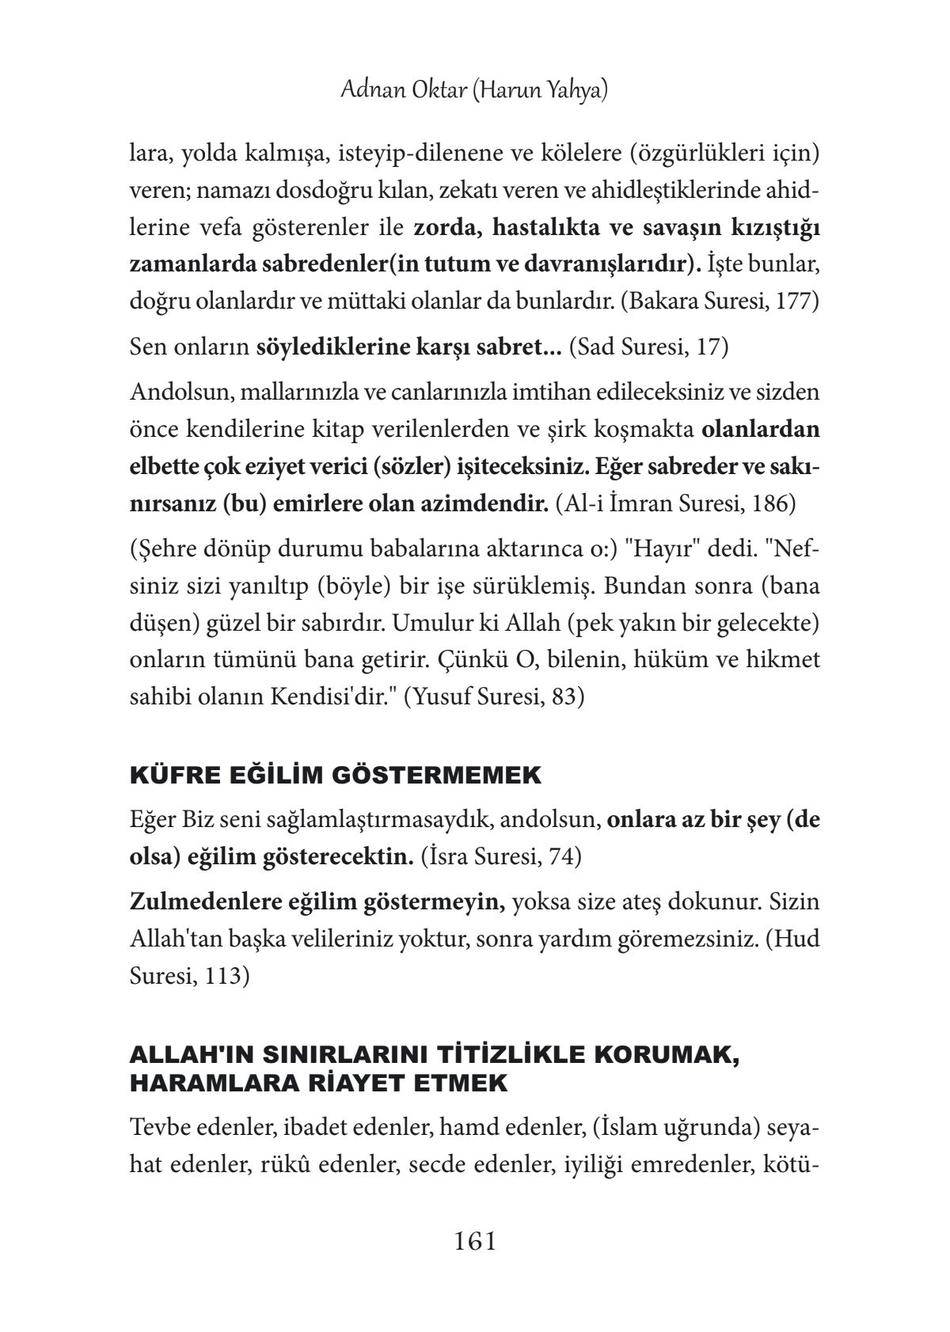 Adnan Oktar (Harun Yahya)
lara, yolda kalmışa, isteyip-dilenene ve kölelere (özgürlükleri için)
veren; namazı dosdoğru kılan, zekatı veren ve ahidleştiklerinde ahid-
lerine vefa gösterenler ile zorda, hastalıkta ve savaşın kızıştığı
zamanlarda sabredenler(in tutum ve davranışlarıdır). İşte bunlar,
doğru olanlardır ve müttaki olanlar da bunlardır. (Bakara Suresi, 177)
Sen onların söylediklerine karşı sabret... (Sad Suresi, 17)
Andolsun, mallarınızla ve canlarınızla imtihan edileceksiniz ve sizden
önce kendilerine kitap verilenlerden ve şirk koşmakta olanlardan
elbette çok eziyet verici (sözler) işiteceksiniz. Eğer sabreder ve sakı-
nırsanız (bu) emirlere olan azimdendir. (Al-i İmran Suresi, 186)
(Şehre dönüp durumu babalarına aktarınca o:) "Hayır" dedi. "Nef-
siniz sizi yanıltıp (böyle) bir işe sürüklemiş. Bundan sonra (bana
düşen) güzel bir sabırdır. Umulur ki Allah (pek yakın bir gelecekte)
onların tümünü bana getirir. Çünkü O, bilenin, hüküm ve hikmet
sahibi olanın Kendisi'dir." (Yusuf Suresi, 83)
KÜFRE EĞİLİM GÖSTERMEMEK
Eğer Biz seni sağlamlaştırmasaydık, andolsun, onlara az bir şey (de
olsa) eğilim gösterecektin. (İsra Suresi, 74)
Zulmedenlere eğilim göstermeyin, yoksa size ateş dokunur. Sizin
Allah'tan başka velileriniz yoktur, sonra yardım göremezsiniz. (Hud
Suresi, 113)
ALLAH'IN SINIRLARINI TİTİZLİKLE KORUMAK,
HARAMLARA RİAYET ETMEK
Tevbe edenler, ibadet edenler, hamd edenler, (İslam uğrunda) seya-
hat edenler, rükû edenler, secde edenler, iyiliği emredenler, kötü-
161